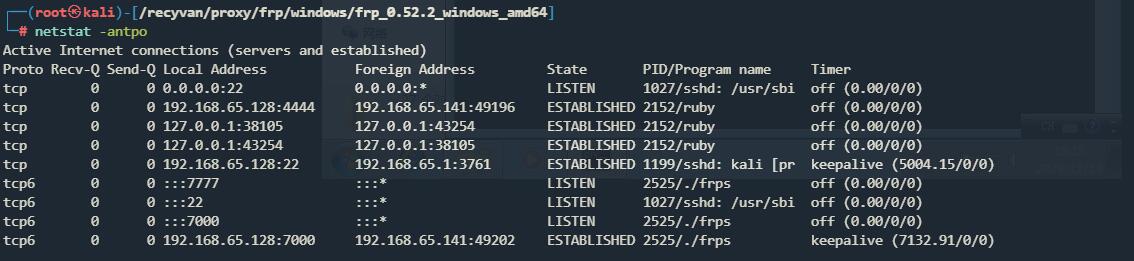 ┌──(root㉿kali)-[/recyvan/proxy/frp/windows/frp_0.52.2_windows_amd64]
└─# netstat -antpo
Active Internet connections (servers and established)
Proto Recv-Q Send-Q Local Address           Foreign Address         State       PID/Program name     Timer
tcp        0      0 0.0.0.0:22              0.0.0.0:*               LISTEN      1027/sshd: /usr/sbi  off (0.00/0/0)
tcp        0      0 192.168.65.128:4444     192.168.65.141:49196    ESTABLISHED 2152/ruby            off (0.00/0/0)
tcp        0      0 127.0.0.1:38105         127.0.0.1:43254         ESTABLISHED 2152/ruby            off (0.00/0/0)
tcp        0      0 127.0.0.1:43254         127.0.0.1:38105         ESTABLISHED 2152/ruby            off (0.00/0/0)
tcp        0      0 192.168.65.128:22       192.168.65.1:3761       ESTABLISHED 1199/sshd: kali [pr  keepalive (5004.15/0/0)
tcp6       0      0 :::7777                 :::*                    LISTEN      2525/./frps          off (0.00/0/0)
tcp6       0      0 :::22                   :::*                    LISTEN      1027/sshd: /usr/sbi  off (0.00/0/0)
tcp6       0      0 :::7000                 :::*                    LISTEN      2525/./frps          off (0.00/0/0)
tcp6       0      0 192.168.65.128:7000     192.168.65.141:49202    ESTABLISHED 2525/./frps          keepalive (7132.91/0/0)